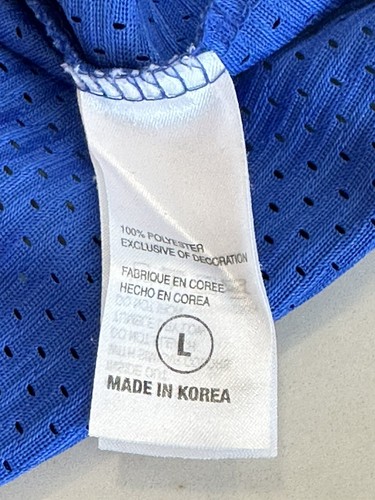 100% POLYESTER
EXCLUSIVE OF DECORATION
FABRIQUE EN COREE
HECHO EN COREA
L
MADE IN KOREA